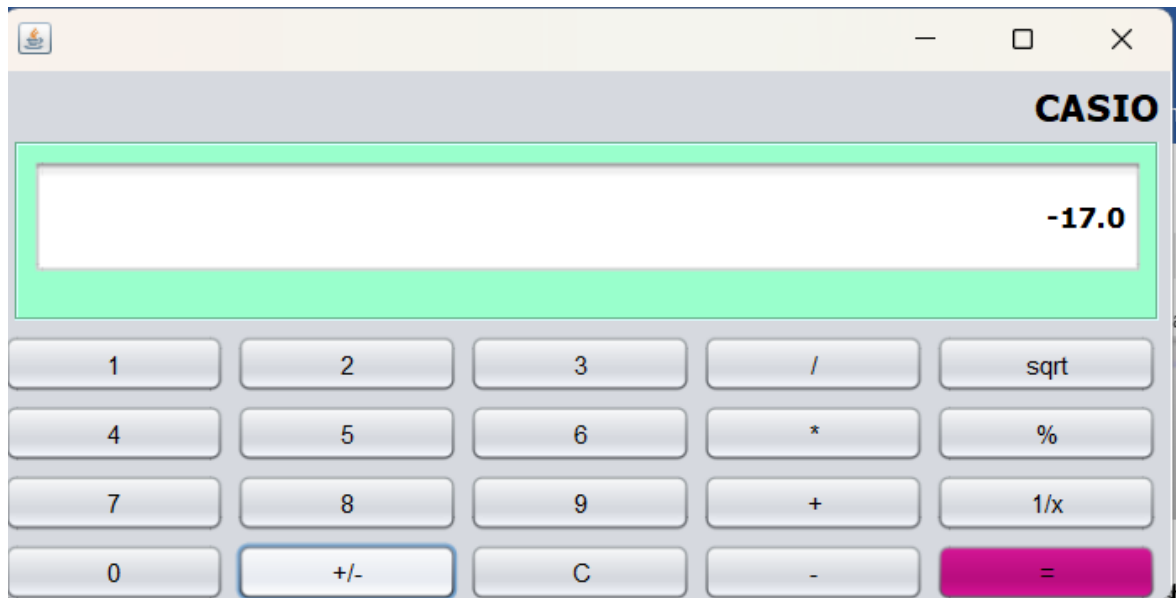 CASIO
-17.0
1 2 3 / sqrt
4 5 6 * %
7 8 9 + 1/x
0 +/- C - =